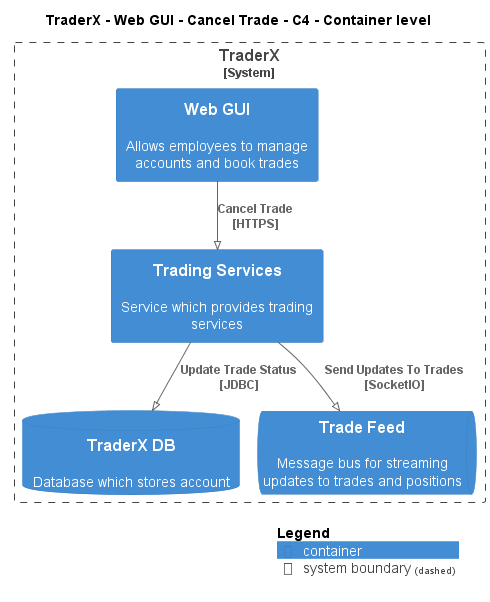 TraderX - Web GUI - Cancel Trade - C4 - Container level
TraderX
[System]
Web GUI
Allows employees to manage
accounts and book trades
Cancel Trade
[HTTPS]
Trading Services
Service which provides trading
services
Update Trade Status
[JDBC]
Send Updates To Trades
[SocketIO]
TraderX DB
Database which stores account
Trade Feed
Message bus for streaming
updates to trades and positions
Legend
container
system boundary (dashed)